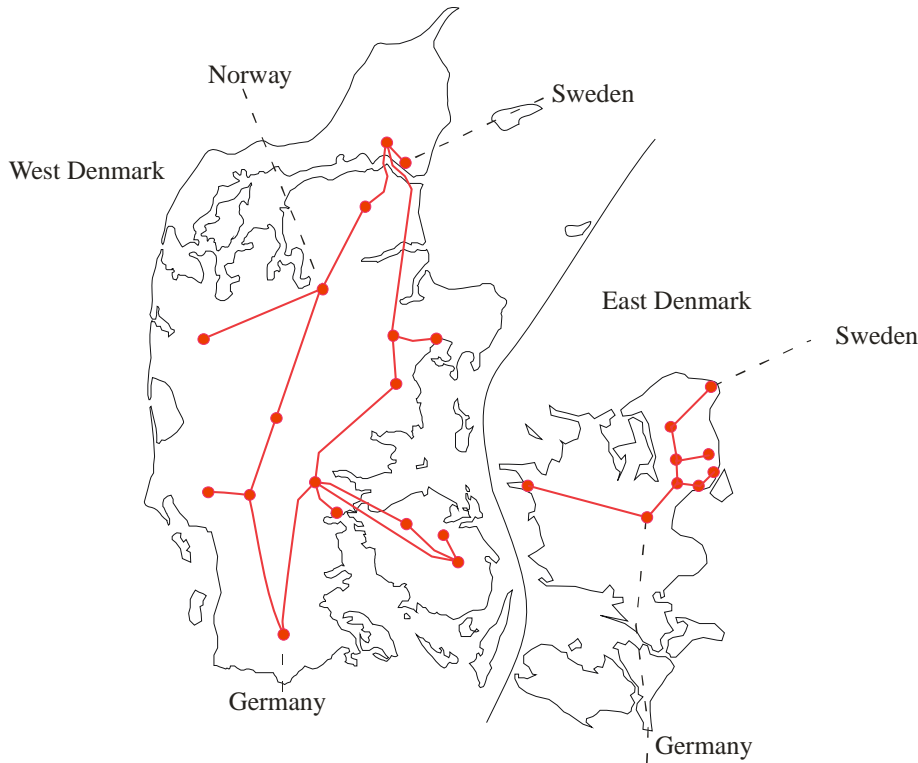 Norway
Sweden
West Denmark
East Denmark
Sweden
Germany
Germany